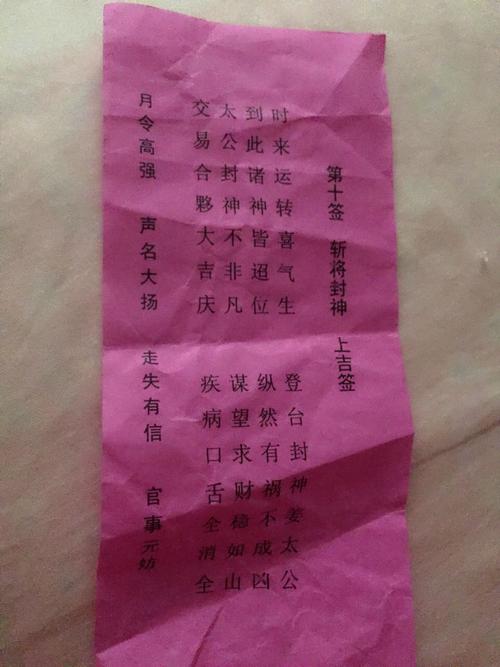 第十签 斩将封神 上吉签
时来运转喜气生 登台封神姜太公
到此诸神皆迢位 纵然有祸不成凶
太公封神不非凡 谋望求财稳如山
交易合夥大吉庆 疾病口舌全消全
月令高强 声名大扬 走失有信 官事元妨